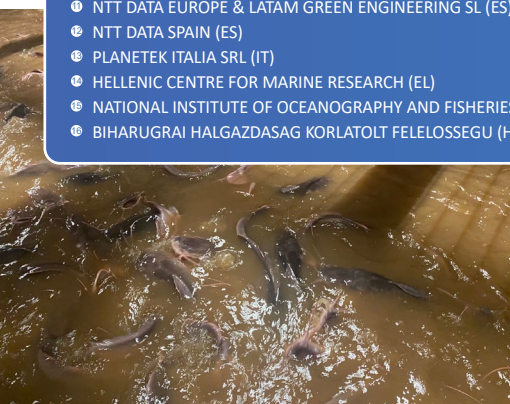 ⓫ NTT DATA EUROPE & LATAM GREEN ENGINEERING SL (ES)
⓬ NTT DATA SPAIN (ES)
⓭ PLANETEK ITALIA SRL (IT)
⓮ HELLENIC CENTRE FOR MARINE RESEARCH (EL)
⓯ NATIONAL INSTITUTE OF OCEANOGRAPHY AND FISHERIES
⓰ BIHARUGRAI HALGAZDASAG KORLATOLT FELELOSSEGU (H